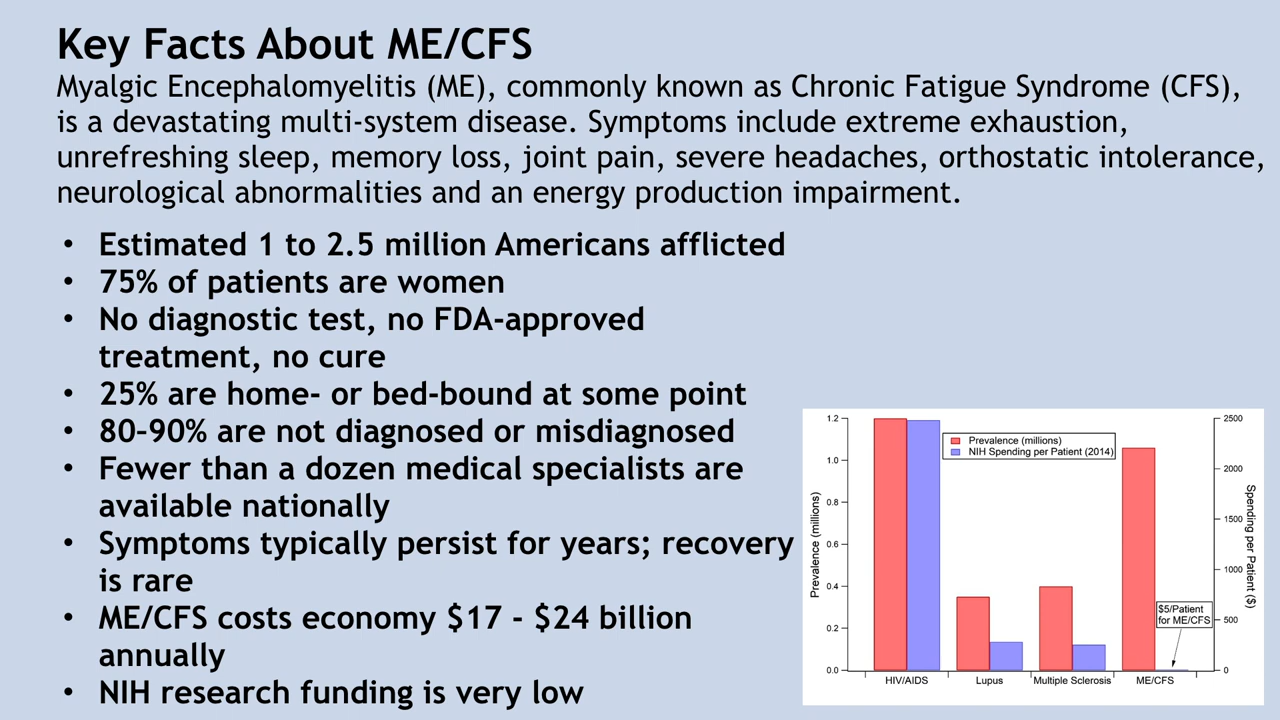 Key Facts About ME/CFS
Myalgic Encephalomyelitis (ME), commonly known as Chronic Fatigue Syndrome (CFS),
is a devastating multi-system disease. Symptoms include extreme exhaustion,
unrefreshing sleep, memory loss, joint pain, severe headaches, orthostatic intolerance,
neurological abnormalities and an energy production impairment.
• Estimated 1 to 2.5 million Americans afflicted
• 75% of patients are women
• No diagnostic test, no FDA-approved
treatment, no cure
• 25% are home- or bed-bound at some point
• 80–90% are not diagnosed or misdiagnosed
• Fewer than a dozen medical specialists are
available nationally
• Symptoms typically persist for years; recovery
is rare
• ME/CFS costs economy $17 - $24 billion
annually
• NIH research funding is very low
Prevalence (millions)
1.2
1.0
0.8
0.6
0.4
0.2
0.0
Prevalence (millions)
NIH Spending per Patient (2014)
$5/Patient
for ME/CFS
2500
2000
1500
1000
500
0
Spending per Patient ($)
HIV/AIDS
Lupus
Multiple Sclerosis
ME/CFS